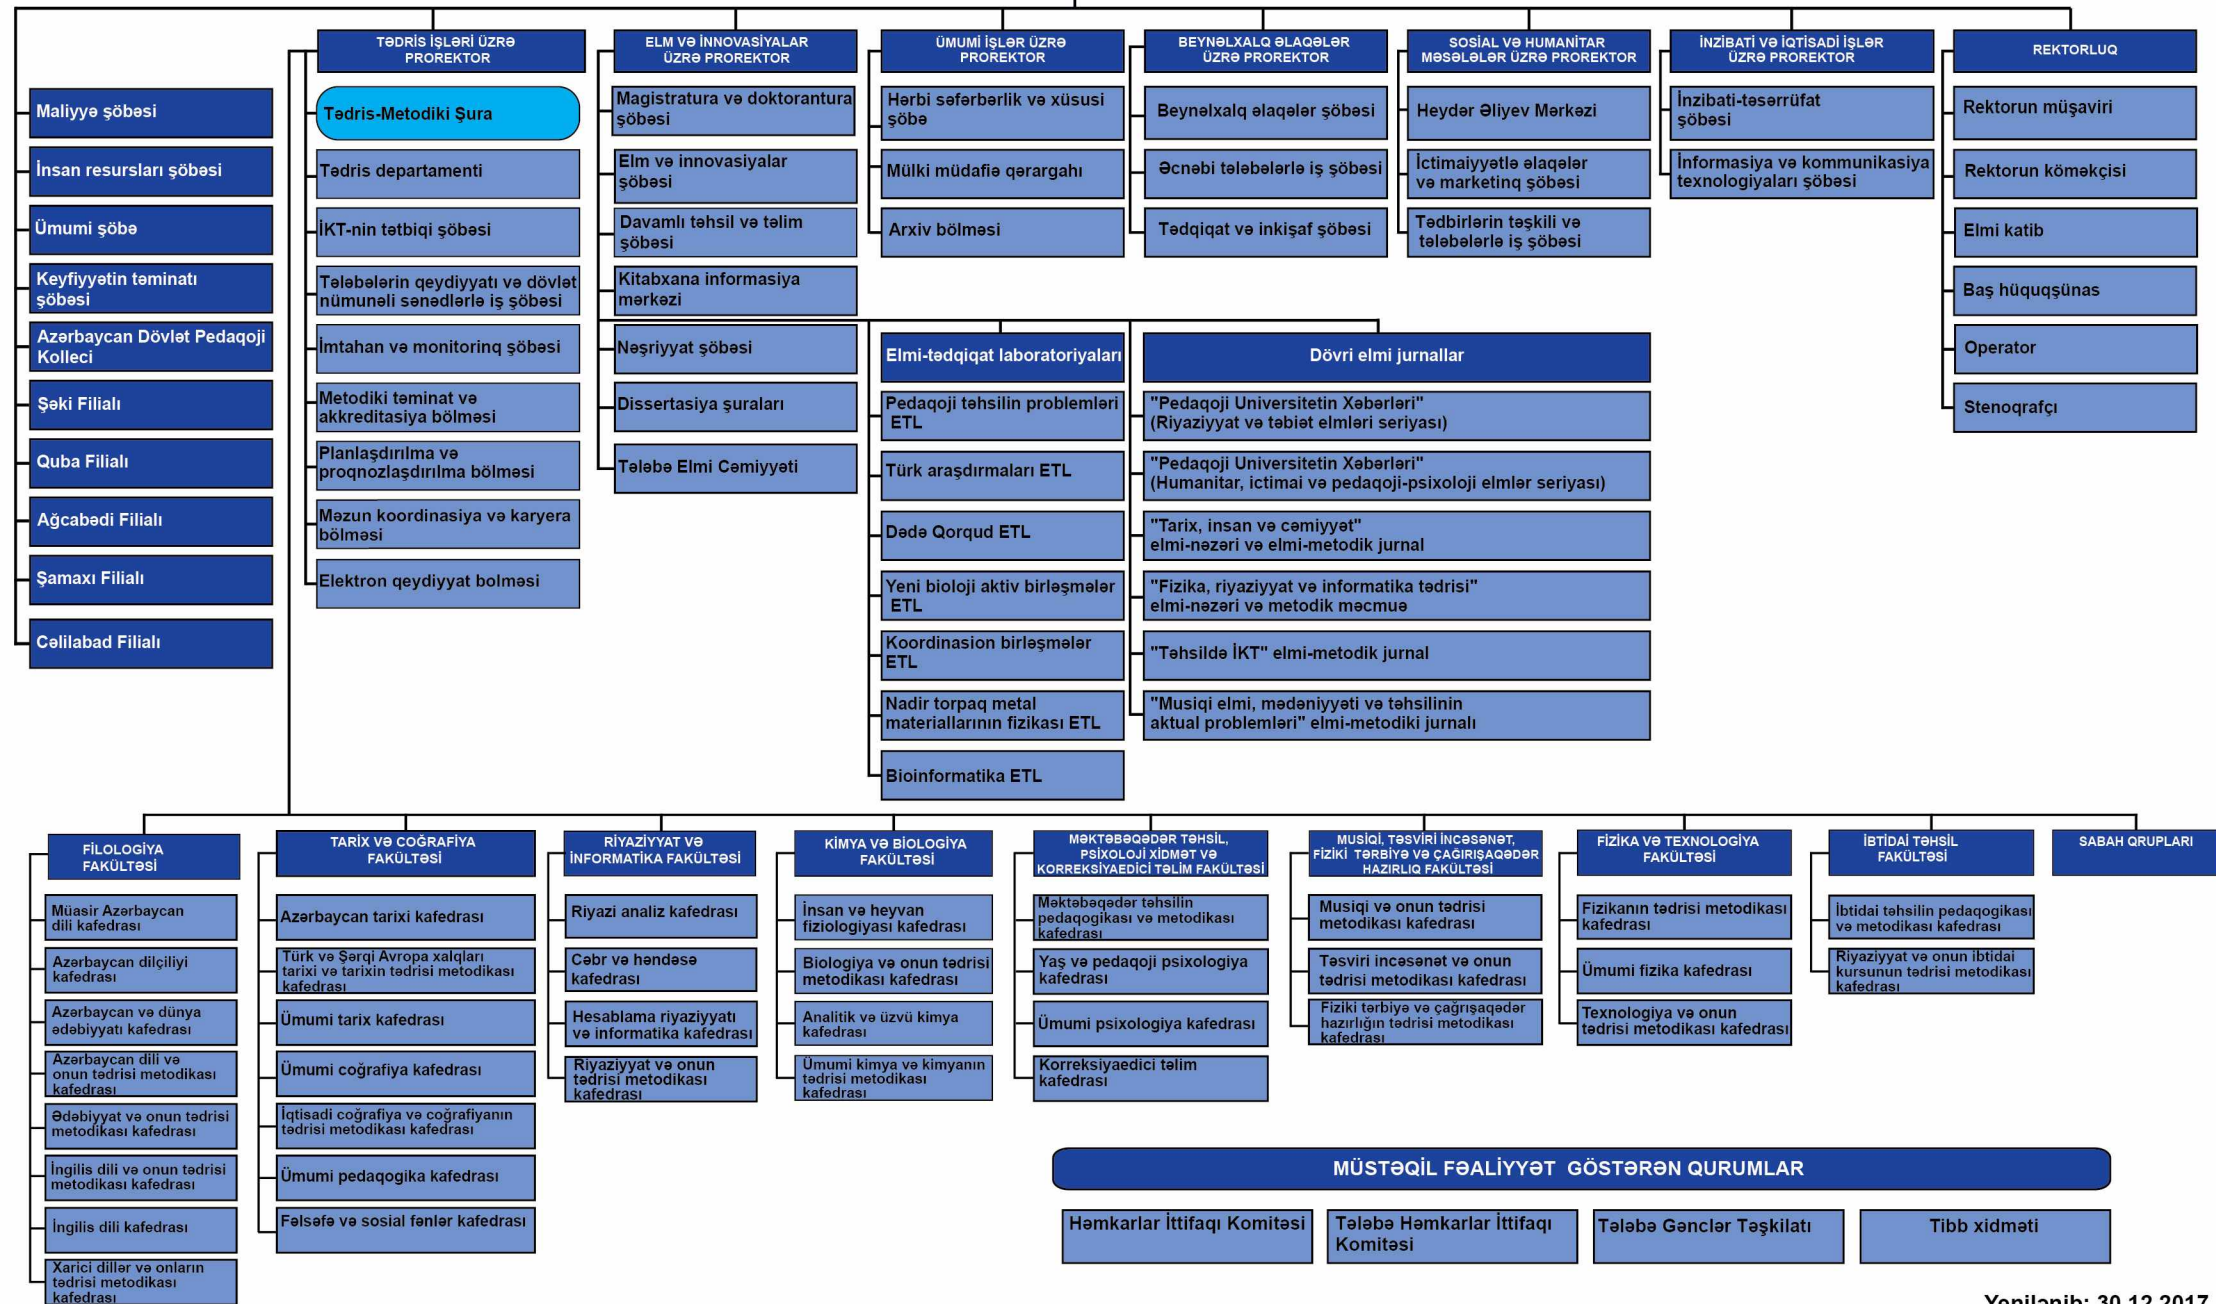 TƏDRİS İŞLƏRİ ÜZRƏ
PROREKTOR
ELM VƏ İNNOVASİYALAR
ÜZRƏ PROREKTOR
ÜMUMİ İŞLƏR ÜZRƏ
PROREKTOR
BEYNƏLXALQ ƏLAQƏLƏR
ÜZRƏ PROREKTOR
SOSİAL VƏ HUMANİTAR
MƏSƏLƏLƏR ÜZRƏ PROREKTOR
İNZİBATİ VƏ İQTİSADİ İŞLƏR
ÜZRƏ PROREKTOR
REKTORLUQ
Maliyyə şöbəsi
İnsan resursları şöbəsi
Ümumi şöbə
Keyfiyyətin təminatı
şöbəsi
Azərbaycan Dövlət Pedaqoji
Kolleci
Şəki Filialı
Quba Filialı
Ağcabədi Filialı
Şamaxı Filialı
Cəlilabad Filialı
Tədris-Metodiki Şura
Tədris departamenti
İKT-nin tətbiqi şöbəsi
Tələbələrin qeydiyyatı və dövlət
nümunəli sənədlərlə iş şöbəsi
İmtahan və monitorinq şöbəsi
Metodiki təminat və
akkreditasiya bölməsi
Planlaşdırılma və
proqnozlaşdırılma bölməsi
Məzun koordinasiya və karyera
bölməsi
Elektron qeydiyyat bolməsi
Magistratura və doktorantura
şöbəsi
Elm və innovasiyalar
şöbəsi
Davamlı təhsil və təlim
şöbəsi
Kitabxana informasiya
mərkəzi
Nəşriyyat şöbəsi
Dissertasiya şuraları
Tələbə Elmi Cəmiyyəti
Hərbi səfərbərlik və xüsusi
şöbə
Mülki müdafiə qərargahı
Arxiv bölməsi
Beynəlxalq əlaqələr şöbəsi
Əcnəbi tələbələrlə iş şöbəsi
Tədqiqat və inkişaf şöbəsi
Heydər Əliyev Mərkəzi
İctimaiyyətlə əlaqələr
və marketinq şöbəsi
Tədbirlərin təşkili və
tələbələrlə iş şöbəsi
İnzibati-təsərrüfat
şöbəsi
İnformasiya və kommunikasiya
texnologiyaları şöbəsi
Rektorun müşaviri
Rektorun köməkçisi
Elmi katib
Baş hüquqşünas
Operator
Stenoqrafçı
Elmi-tədqiqat laboratoriyaları
Pedaqoji təhsilin problemləri
ETL
Türk araşdırmaları ETL
Dədə Qorqud ETL
Yeni bioloji aktiv birləşmələr
ETL
Koordinasion birləşmələr
ETL
Nadir torpaq metal
materiallarının fizikası ETL
Bioinformatika ETL
Dövri elmi jurnallar
"Pedaqoji Universitetin Xəbərləri"
(Riyaziyyat və təbiət elmləri seriyası)
"Pedaqoji Universitetin Xəbərləri"
(Humanitar, ictimai və pedaqoji-psixoloji elmlər seriyası)
"Tarix, insan və cəmiyyət"
elmi-nəzəri və elmi-metodik jurnal
"Fizika, riyaziyyat və informatika tədrisi"
elmi-nəzəri və metodik məcmuə
"Təhsildə İKT" elmi-metodik jurnal
"Musiqi elmi, mədəniyyəti və təhsilinin
aktual problemləri" elmi-metodiki jurnalı
FİLOLOGİYA
FAKÜLTƏSİ
Müasir Azərbaycan
dili kafedrası
Azərbaycan dilçiliyi
kafedrası
Azərbaycan və dünya
ədəbiyyatı kafedrası
Azərbaycan dili və
onun tədrisi metodikası
kafedrası
Ədəbiyyat və onun tədrisi
metodikası kafedrası
İngilis dili və onun tədrisi
metodikası kafedrası
İngilis dili kafedrası
Xarici dillər və onların
tədrisi metodikası
kafedrası
TARİX VƏ COĞRAFİYA
FAKÜLTƏSİ
Azərbaycan tarixi kafedrası
Türk və Şərqi Avropa xalqları
tarixi və tarixin tədrisi metodikası
kafedrası
Ümumi tarix kafedrası
Ümumi coğrafiya kafedrası
İqtisadi coğrafiya və coğrafiyanın
tədrisi metodikası kafedrası
Ümumi pedaqogika kafedrası
Fəlsəfə və sosial fənlər kafedrası
RİYAZİYYAT VƏ
İNFORMATİKA FAKÜLTƏSİ
Riyazi analiz kafedrası
Cəbr və həndəsə
kafedrası
Hesablama riyaziyyatı
və informatika kafedrası
Riyaziyyat və onun
tədrisi metodikası
kafedrası
KİMYA VƏ BİOLOGİYA
FAKÜLTƏSİ
İnsan və heyvan
fiziologiyası kafedrası
Biologiya və onun tədrisi
metodikası kafedrası
Analitik və üzvü kimya
kafedrası
Ümumi kimya və kimyanın
tədrisi metodikası
kafedrası
MƏKTƏBƏQƏDƏR TƏHSİL,
PSİXOLOJİ XİDMƏT VƏ
KORREKSİYAEDİCİ TƏLİM FAKÜLTƏSİ
Məktəbəqədər təhsilin
pedaqogikası və metodikası
kafedrası
Yaş və pedaqoji psixologiya
kafedrası
Ümumi psixologiya kafedrası
Korreksiyaedici təlim
kafedrası
MUSİQİ, TƏSVİRİ İNCƏSƏNƏT,
FİZİKİ TƏRBİYƏ VƏ ÇAĞIRIŞAQƏDƏR
HAZIRLIQ FAKÜLTƏSİ
Musiqi və onun tədrisi
metodikası kafedrası
Təsviri incəsənət və onun
tədrisi metodikası kafedrası
Fiziki tərbiyə və çağrışaqədər
hazırlığın tədrisi metodikası
kafedrası
FİZİKA VƏ TEXNOLOGİYA
FAKÜLTƏSİ
Fizikanın tədrisi metodikası
kafedrası
Ümumi fizika kafedrası
Texnologiya və onun
tədrisi metodikası kafedrası
İBTİDAİ TƏHSİL
FAKÜLTƏSİ
İbtidai təhsilin pedaqogikası
və metodikası kafedrası
Riyaziyyat və onun ibtidai
kursunun tədrisi metodikası
kafedrası
SABAH QRUPLARI
MÜSTƏQİL FƏALİYYƏT GÖSTƏRƏN QURUMLAR
Həmkarlar İttifaqı Komitəsi
Tələbə Həmkarlar İttifaqı
Komitəsi
Tələbə Gənclər Təşkilatı
Tibb xidməti
Yenilənib: 30.12.2017